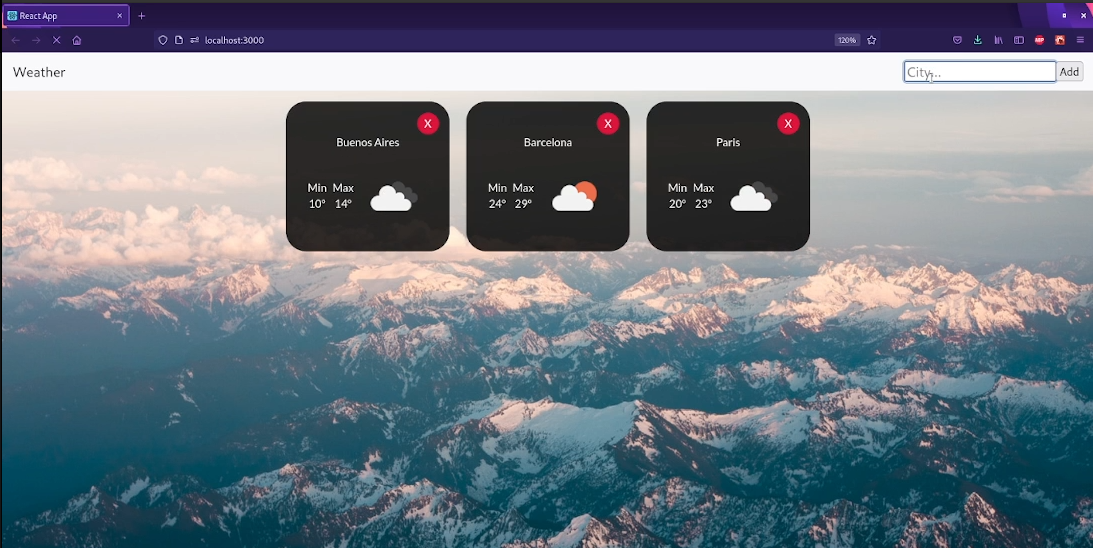 React App
localhost:3000
120%
ABP
Weather
City...
Add
X
X
X
Buenos Aires
Barcelona
Paris
Min Max
10° 14°
Min Max
24° 29°
Min Max
20° 23°